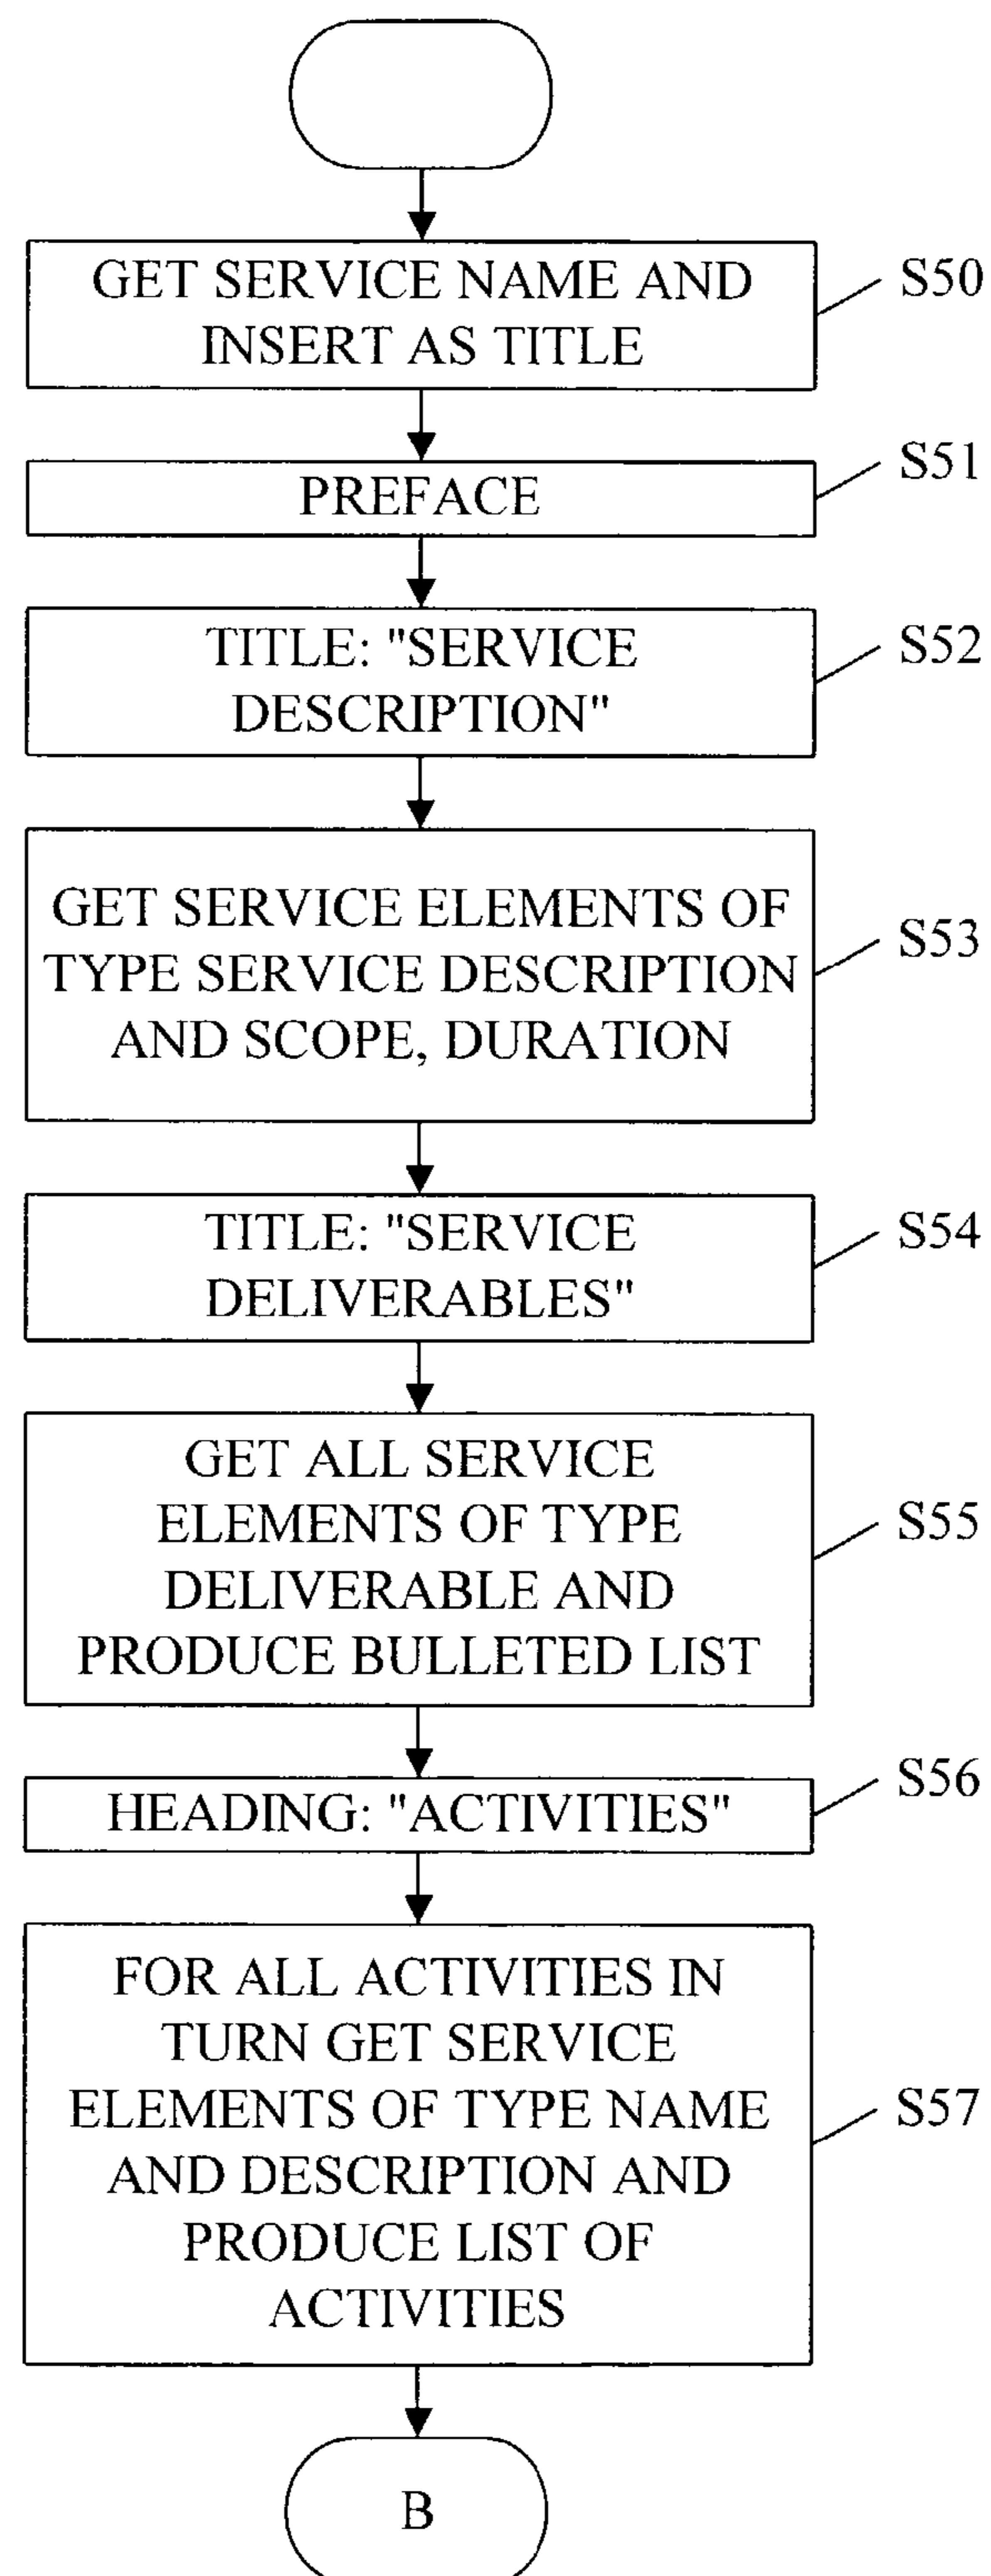 GET SERVICE NAME AND
INSERT AS TITLE
S50
PREFACE
S51
TITLE: "SERVICE
DESCRIPTION"
S52
GET SERVICE ELEMENTS OF
TYPE SERVICE DESCRIPTION
AND SCOPE, DURATION
S53
TITLE: "SERVICE
DELIVERABLES"
S54
GET ALL SERVICE
ELEMENTS OF TYPE
DELIVERABLE AND
PRODUCE BULLETED LIST
S55
HEADING: "ACTIVITIES"
S56
FOR ALL ACTIVITIES IN
TURN GET SERVICE
ELEMENTS OF TYPE NAME
AND DESCRIPTION AND
PRODUCE LIST OF
ACTIVITIES
S57
B